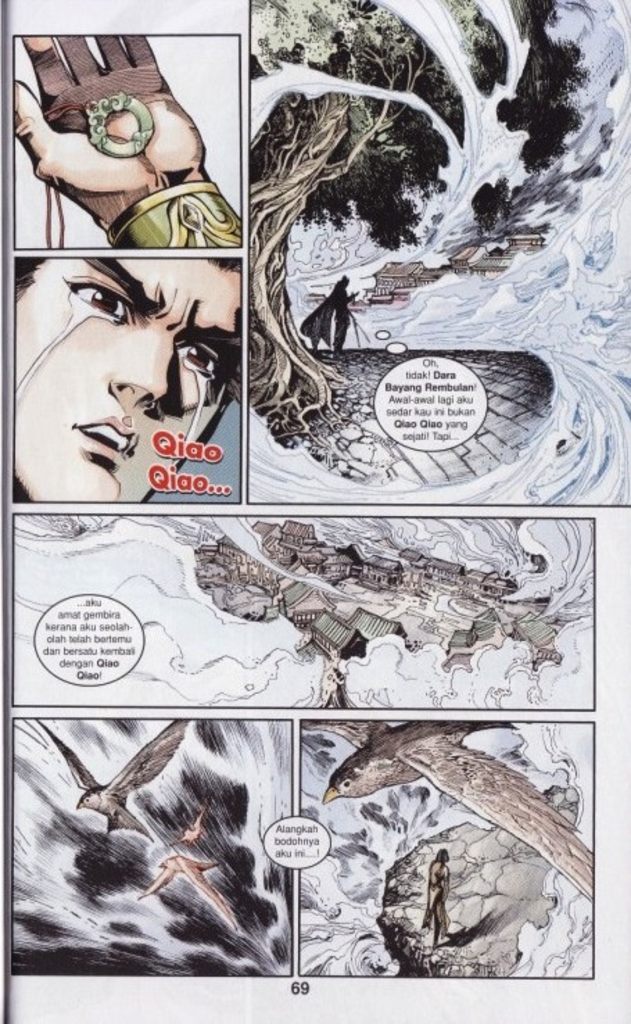 Qiao
Qiao...
Oh,
tidak! Dara
Bayang Rembulan!
Awal-awal lagi aku
sedar kau ini bukan
Qiao Qiao yang
sejati! Tapi...
...aku
amat gembira
kerana aku seolah-
olah telah bertemu
dan bersatu kembali
dengan Qiao
Qiao!
Alangkah
bodohnya
aku ini....!
69